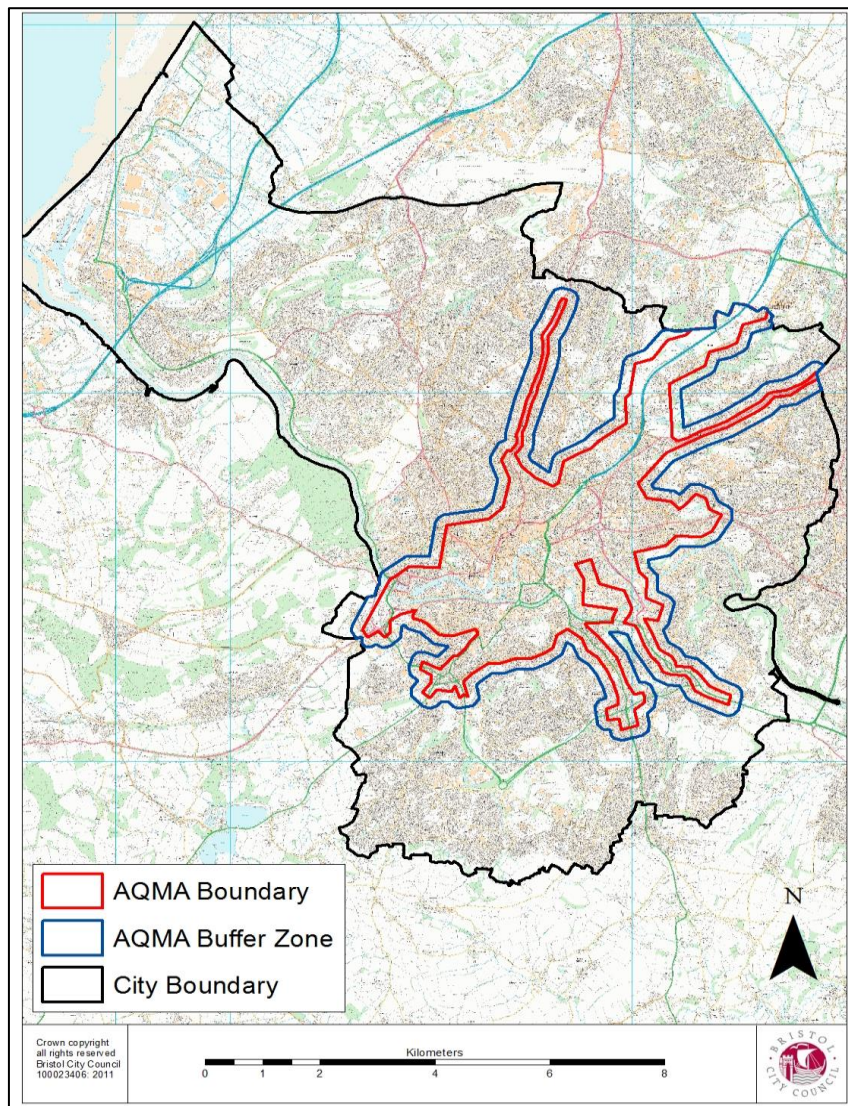 AQMA Boundary
AQMA Buffer Zone
City Boundary
N
Crown copyright
all rights reserved
Bristol City Council
100023406: 2011
Kilometers
0 1 2 4 6 8
BRISTOL
CITY COUNCIL